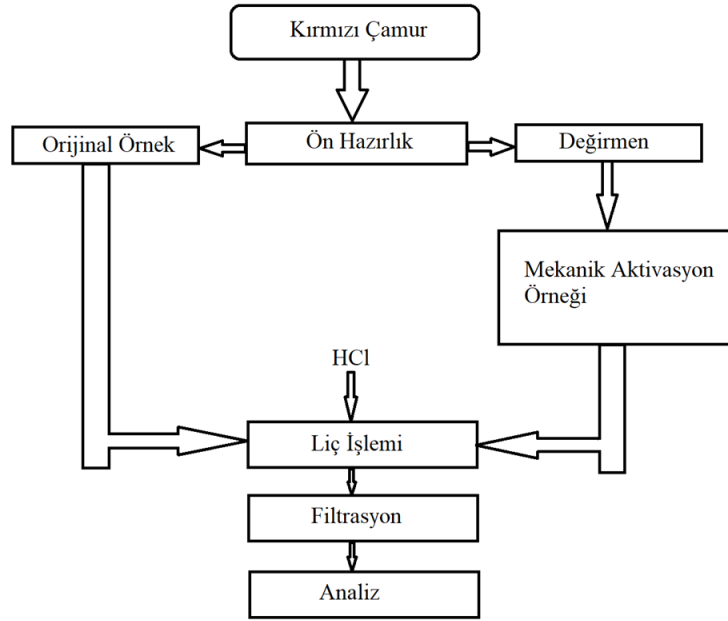 Kırmızı Çamur
Orijinal Örnek
Ön Hazırlık
Değirmen
Mekanik Aktivasyon
Örneği
HCl
Liç İşlemi
Filtrasyon
Analiz